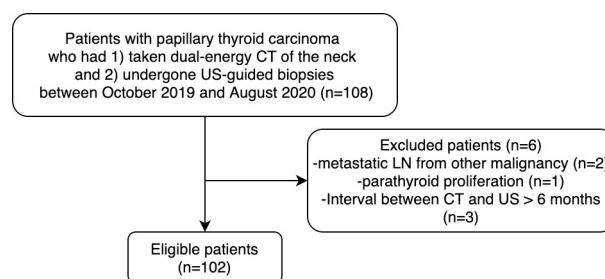 Patients with papillary thyroid carcinoma
who had 1) taken dual-energy CT of the neck
and 2) undergone US-guided biopsies
between October 2019 and August 2020 (n=108)
Excluded patients (n=6)
-metastatic LN from other malignancy (n=2)
-parathyroid proliferation (n=1)
-Interval between CT and US > 6 months
(n=3)
Eligible patients
(n=102)